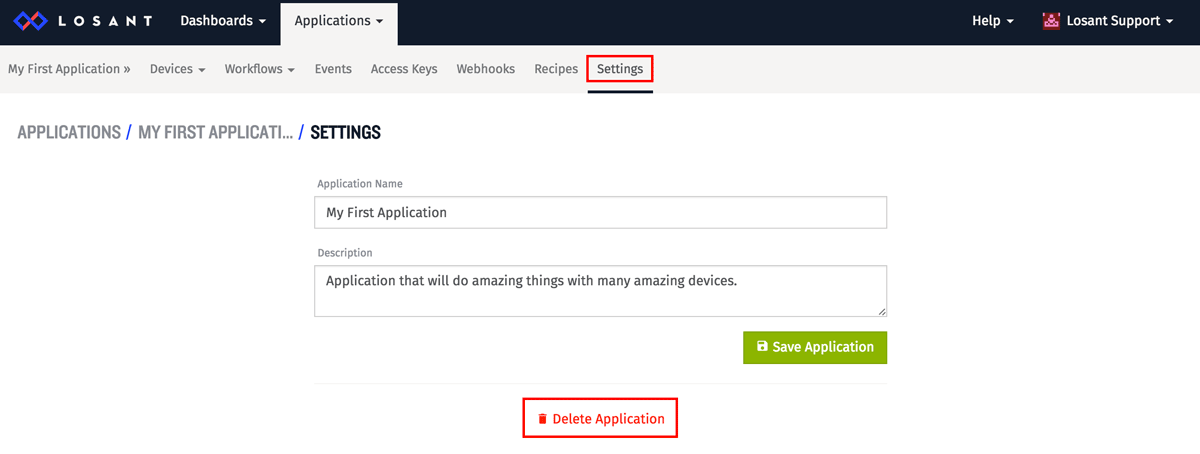 LOSANT Dashboards Applications Help Losant Support
My First Application » Devices Workflows Events Access Keys Webhooks Recipes Settings
APPLICATIONS / MY FIRST APPLICATI... / SETTINGS
Application Name
My First Application
Description
Application that will do amazing things with many amazing devices.
Save Application
Delete Application